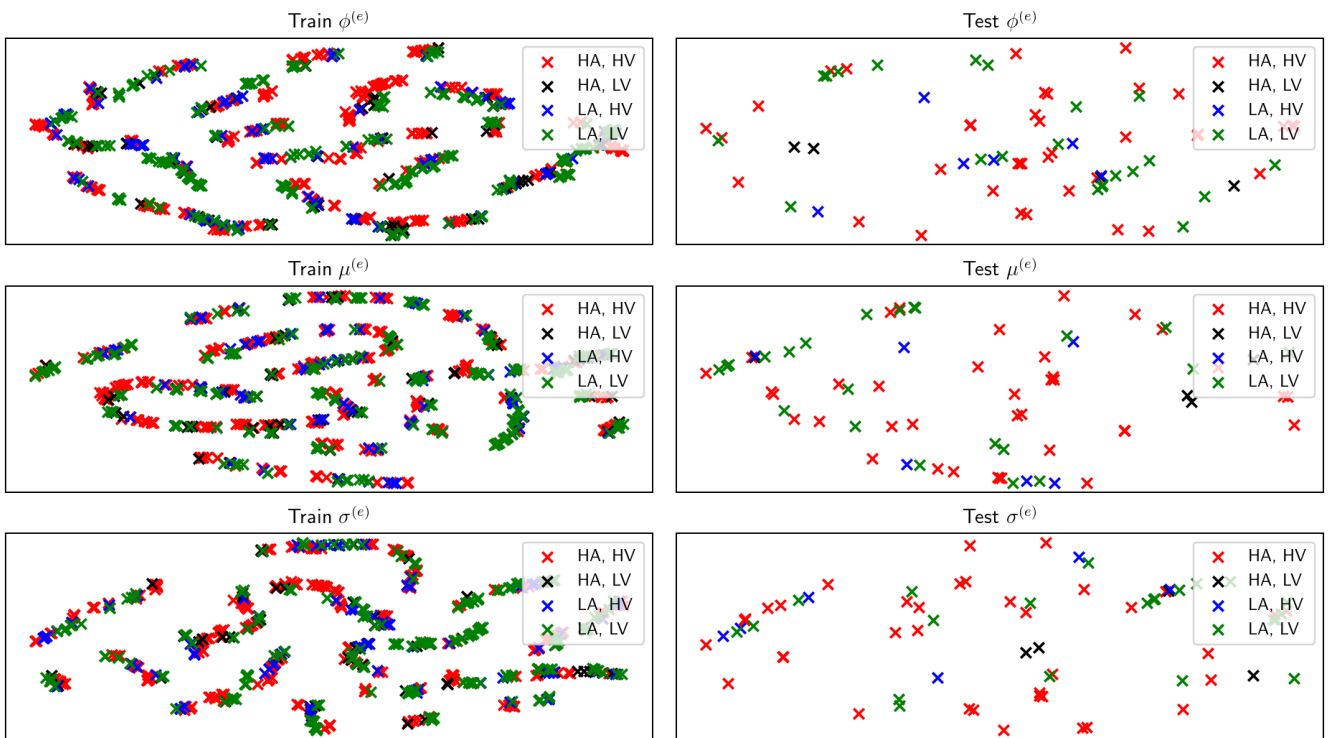 Train ϕ^(e)
HA, HV
HA, LV
LA, HV
LA, LV
Test ϕ^(e)
HA, HV
HA, LV
LA, HV
LA, LV
Train μ^(e)
HA, HV
HA, LV
LA, HV
LA, LV
Test μ^(e)
HA, HV
HA, LV
LA, HV
LA, LV
Train σ^(e)
HA, HV
HA, LV
LA, HV
LA, LV
Test σ^(e)
HA, HV
HA, LV
LA, HV
LA, LV